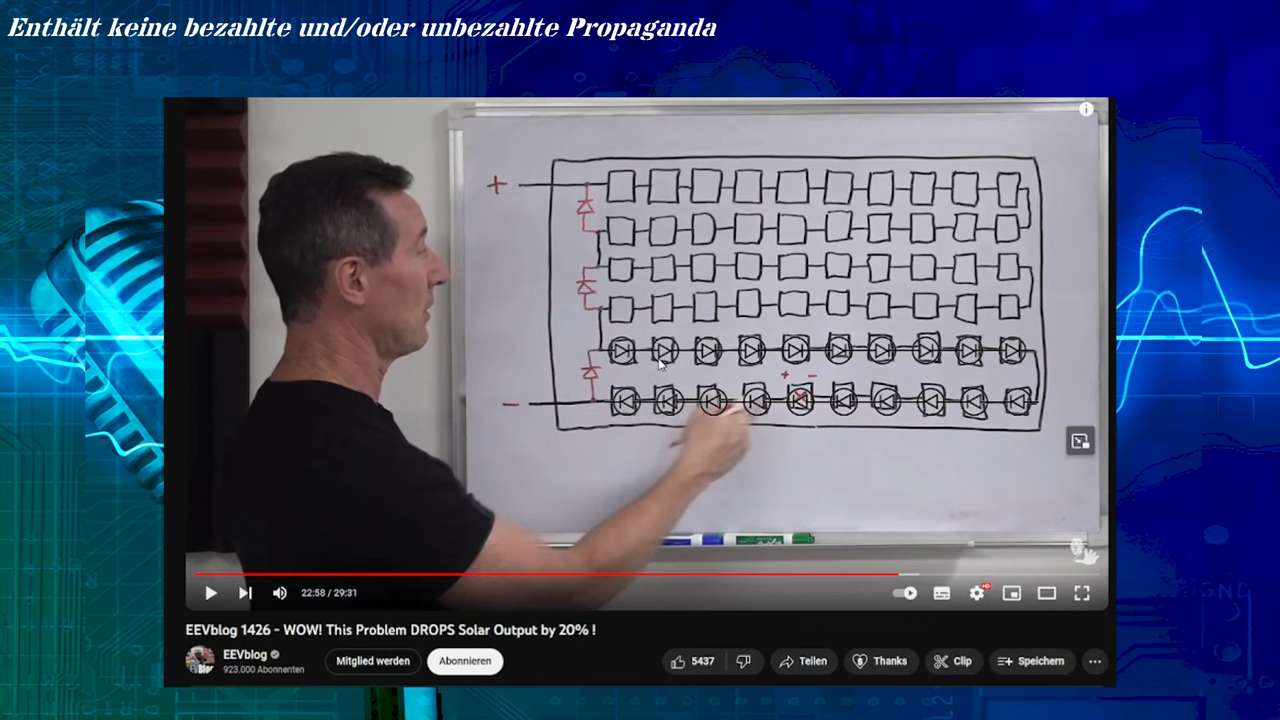 Enthält keine bezahlte und/oder unbezahlte Propaganda
+
+ -
-
22:58 / 29:31
HD
EEVblog 1426 - WOW! This Problem DROPS Solar Output by 20% !
EEVblog
923.000 Abonnenten
Mitglied werden
Abonnieren
5437
Teilen
Thanks
Clip
Speichern